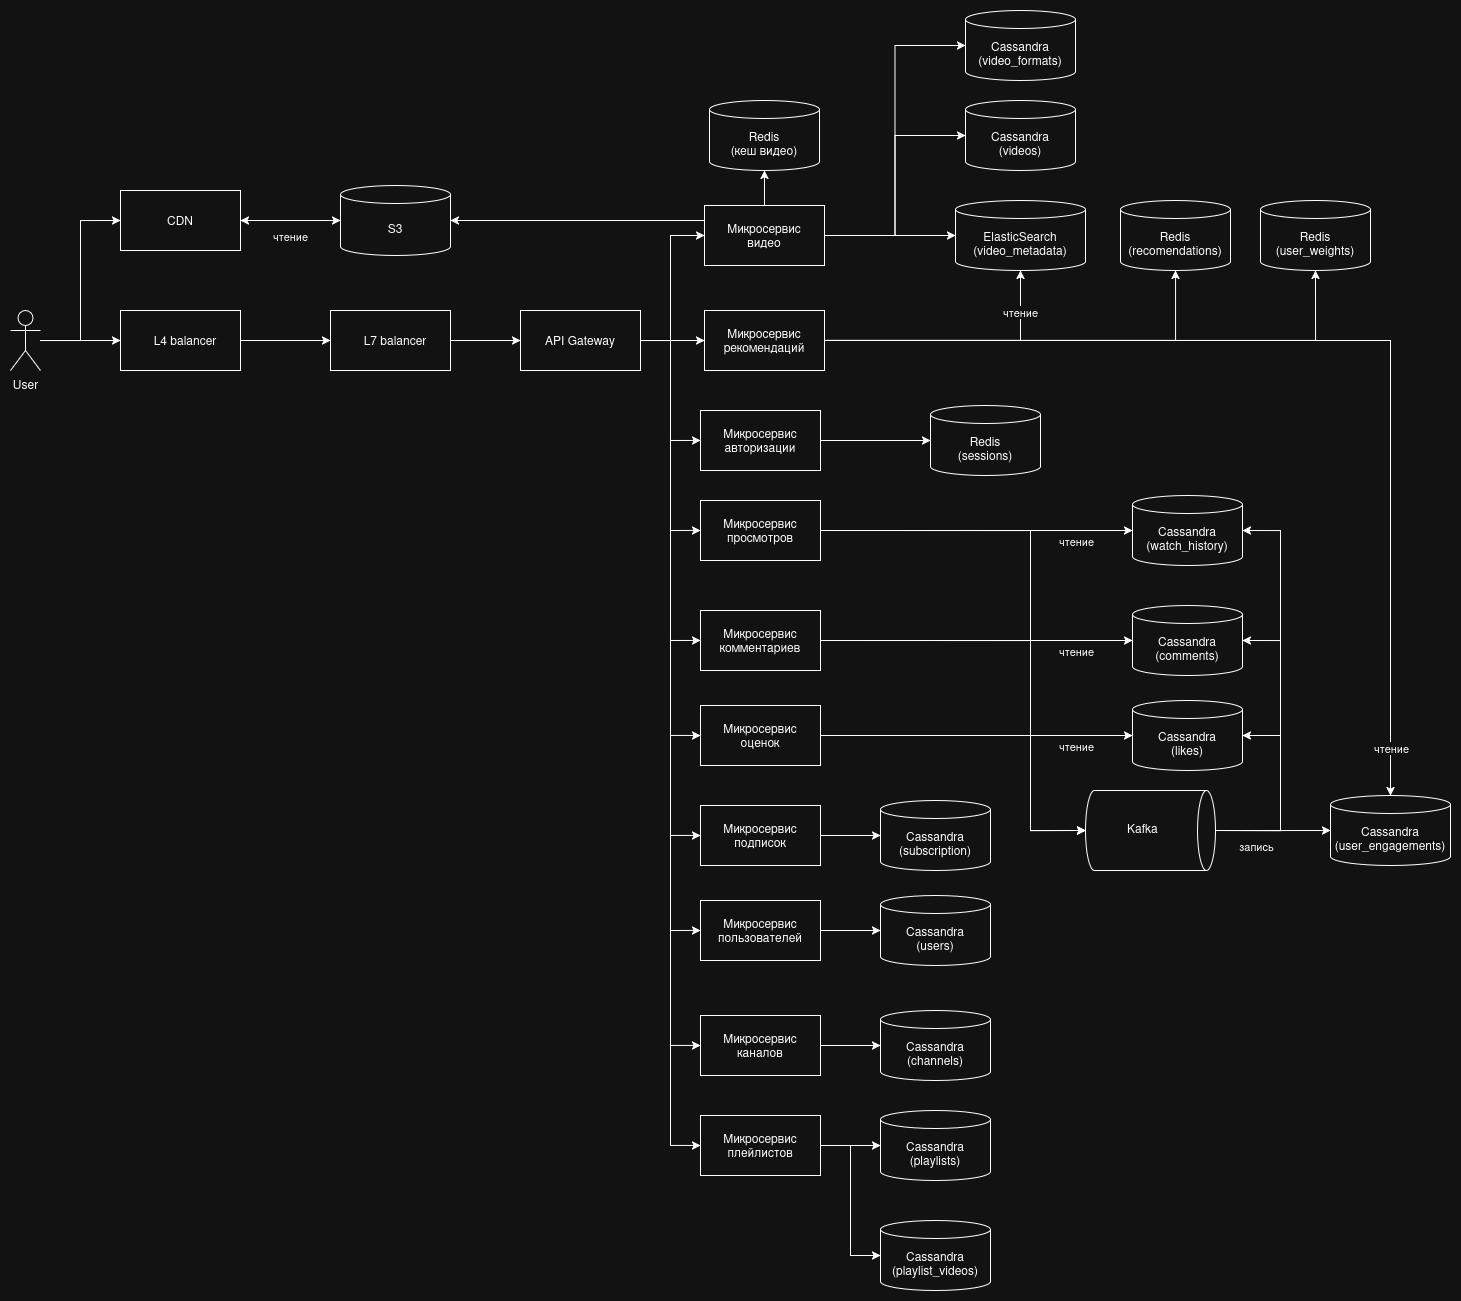 Cassandra
(video_formats)
Redis
(кеш видео)
Cassandra
(videos)
CDN
чтение
S3
Микросервис
видео
ElasticSearch
(video_metadata)
Redis
(recomendations)
Redis
(user_weights)
чтение
User
L4 balancer
L7 balancer
API Gateway
Микросервис
рекомендаций
Микросервис
авторизации
Redis
(sessions)
Микросервис
просмотров
чтение
Cassandra
(watch_history)
Микросервис
комментариев
чтение
Cassandra
(comments)
Микросервис
оценок
чтение
Cassandra
(likes)
чтение
Микросервис
подписок
Cassandra
(subscription)
Kafka
запись
Cassandra
(user_engagements)
Микросервис
пользователей
Cassandra
(users)
Микросервис
каналов
Cassandra
(channels)
Микросервис
плейлистов
Cassandra
(playlists)
Cassandra
(playlist_videos)